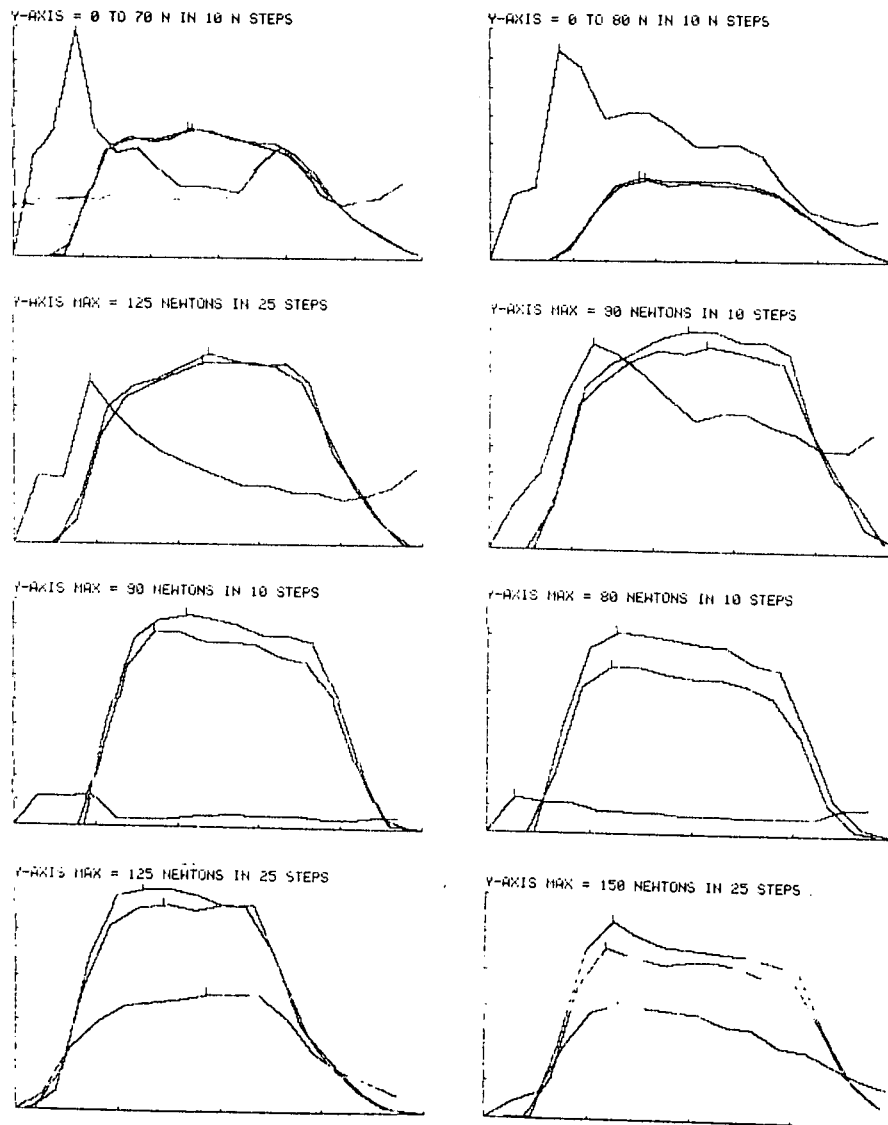 Y-AXIS = 0 TO 70 N IN 10 N STEPS
Y-AXIS = 0 TO 80 N IN 10 N STEPS
Y-AXIS MAX = 125 NEWTONS IN 25 STEPS
Y-AXIS MAX = 90 NEWTONS IN 10 STEPS
Y-AXIS MAX = 90 NEWTONS IN 10 STEPS
Y-AXIS MAX = 80 NEWTONS IN 10 STEPS
Y-AXIS MAX = 125 NEWTONS IN 25 STEPS
Y-AXIS MAX = 150 NEWTONS IN 25 STEPS